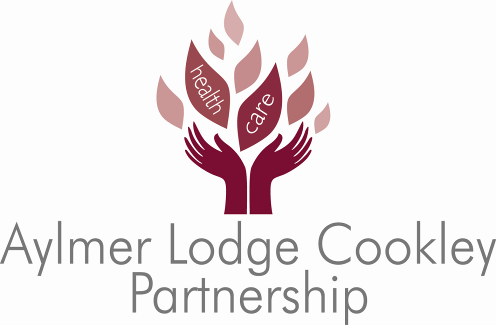 health
care
Aylmer Lodge Cookley
Partnership